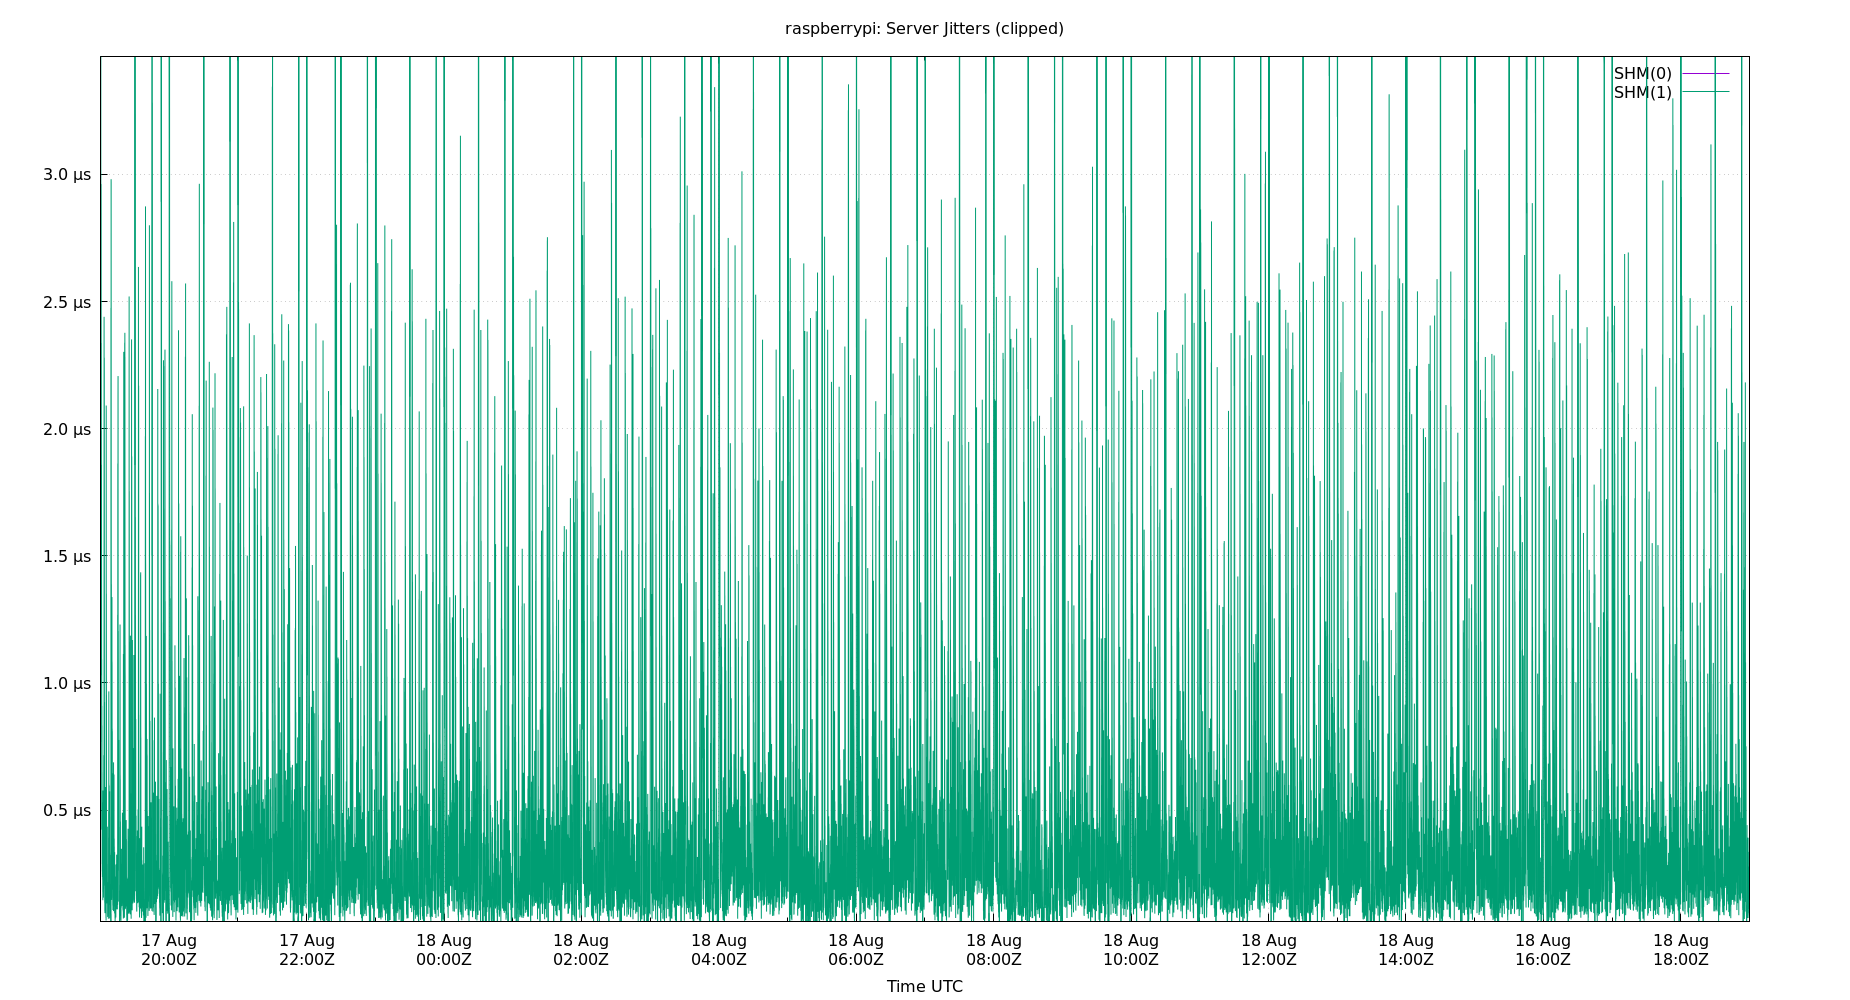 raspberrypi: Server Jitters (clipped)
SHM(0)
SHM(1)
3.0 µs
2.5 µs
2.0 µs
1.5 µs
1.0 µs
0.5 µs
17 Aug 17 Aug 18 Aug 18 Aug 18 Aug 18 Aug 18 Aug 18 Aug 18 Aug 18 Aug 18 Aug 18 Aug
20:00Z 22:00Z 00:00Z 02:00Z 04:00Z 06:00Z 08:00Z 10:00Z 12:00Z 14:00Z 16:00Z 18:00Z
Time UTC